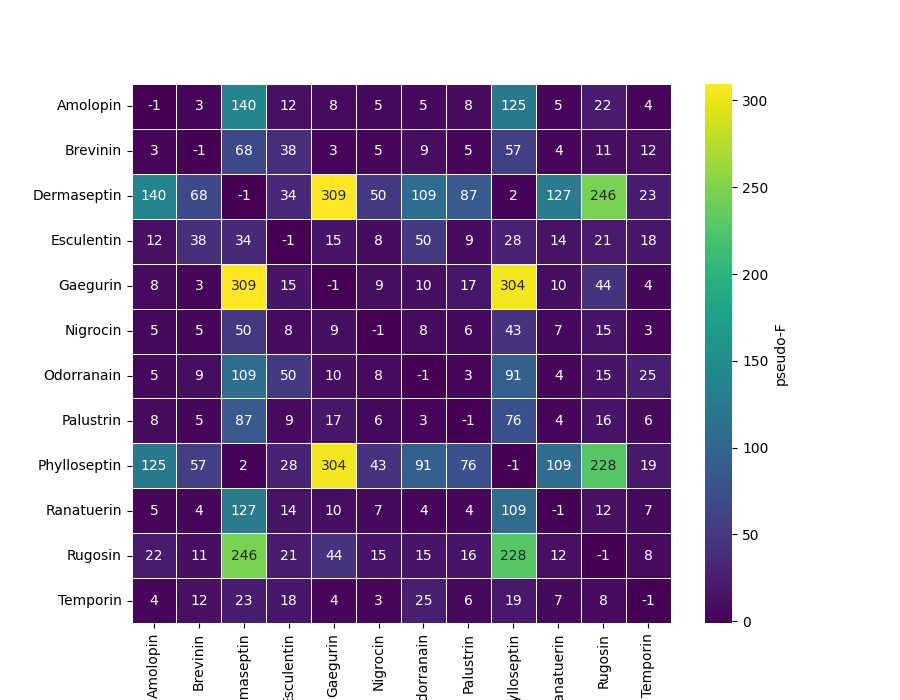 Amolopin -1 3 140 12 8 5 5 8 125 5 22 4
Brevinin 3 -1 68 38 3 5 9 5 57 4 11 12
Dermaseptin 140 68 -1 34 309 50 109 87 2 127 246 23
Esculentin 12 38 34 -1 15 8 50 9 28 14 21 18
Gaegurin 8 3 309 15 -1 9 10 17 304 10 44 4
Nigrocin 5 5 50 8 9 -1 8 6 43 7 15 3
Odorranain 5 9 109 50 10 8 -1 3 91 4 15 25
Palustrin 8 5 87 9 17 6 3 -1 76 4 16 6
Phylloseptin 125 57 2 28 304 43 91 76 -1 109 228 19
Ranatuerin 5 4 127 14 10 7 4 4 109 -1 12 7
Rugosin 22 11 246 21 44 15 15 16 228 12 -1 8
Temporin 4 12 23 18 4 3 25 6 19 7 8 -1
Amolopin
Brevinin
maseptin
sculentin
Gaegurin
Nigrocin
dorranain
Palustrin
ylloseptin
anatuerin
Rugosin
Temporin
300
250
200
150
100
50
0
pseudo-F